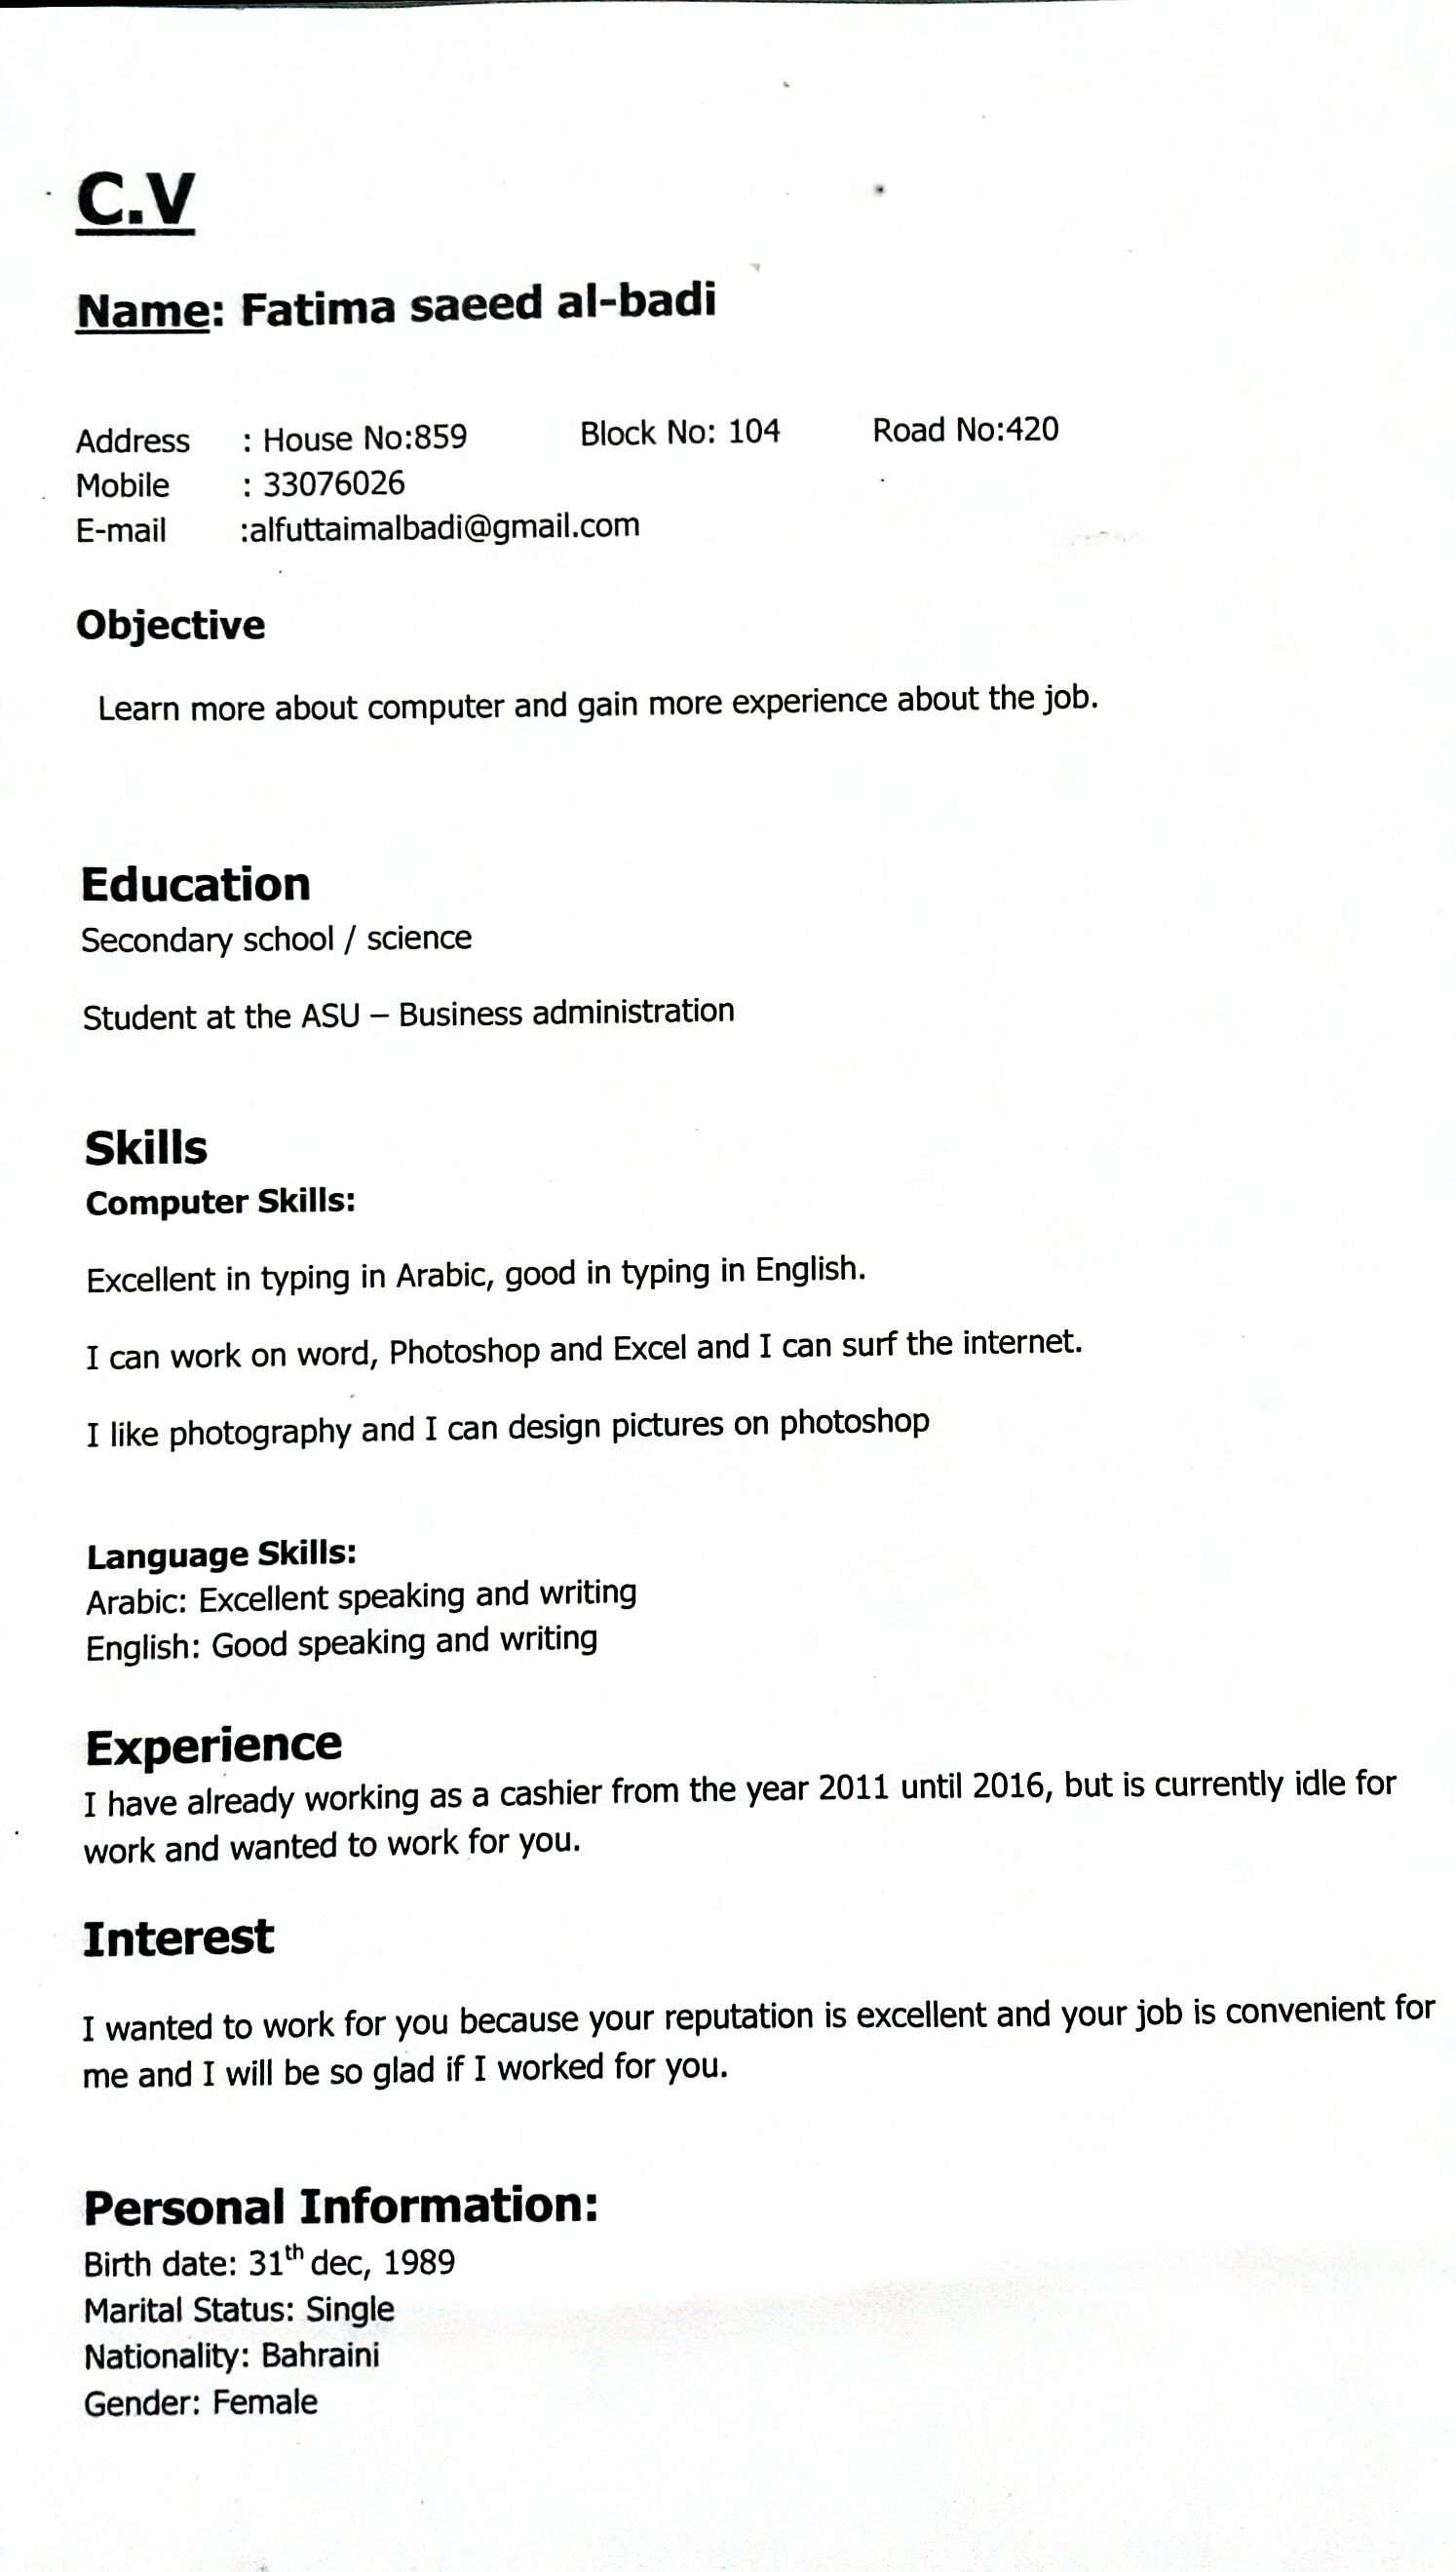 C.V
Name: Fatima saeed al-badi
Address : House No:859 Block No: 104 Road No:420
Mobile : 33076026
E-mail :alfuttaimalbadi@gmail.com
Objective
Learn more about computer and gain more experience about the job.
Education
Secondary school / science
Student at the ASU – Business administration
Skills
Computer Skills:
Excellent in typing in Arabic, good in typing in English.
I can work on word, Photoshop and Excel and I can surf the internet.
I like photography and I can design pictures on photoshop
Language Skills:
Arabic: Excellent speaking and writing
English: Good speaking and writing
Experience
I have already working as a cashier from the year 2011 until 2016, but is currently idle for
work and wanted to work for you.
Interest
I wanted to work for you because your reputation is excellent and your job is convenient for
me and I will be so glad if I worked for you.
Personal Information:
Birth date: 31th dec, 1989
Marital Status: Single
Nationality: Bahraini
Gender: Female